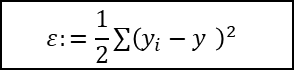 ε:= 1/2 ∑(yᵢ − y )²